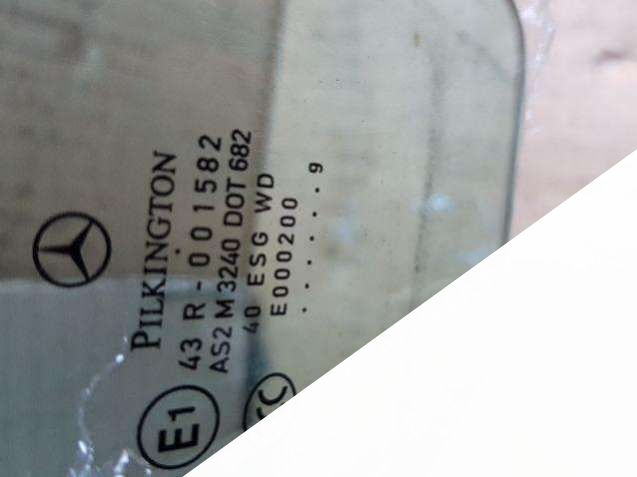 PILKINGTON
E1 43 R - 001582
AS2 M3240 DOT 682
40 ESG WD
E000200
. . . . . . . 9